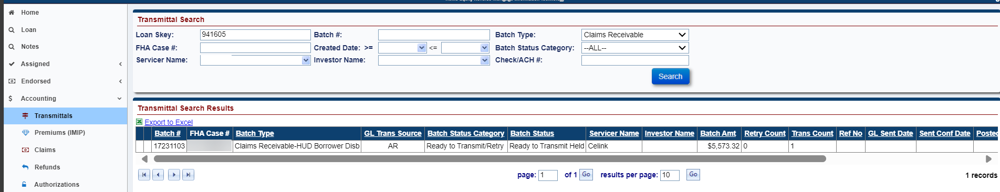 Home
Loan
Notes
Assigned
Endorsed
Accounting
Transmittals
Premiums (IMIP)
Claims
Refunds
Authorizations
Transmittal Search
Loan Skey: 941605 Batch #: Batch Type: Claims Receivable
FHA Case #: Created Date: >= <= Batch Status Category: --ALL--
Servicer Name: Investor Name: Check/ACH #:
Search
Transmittal Search Results
Export to Excel
Batch # FHA Case # Batch Type GL Trans Source Batch Status Category Batch Status Servicer Name Investor Name Batch Amt Retry Count Trans Count Ref No GL Sent Date Sent Conf Date Posted
17231103 Claims Receivable-HUD Borrower Disb AR Ready to Transmit/Retry Ready to Transmit Held Celink $5,573.32 0 1
page: 1 of 1 Go results per page: 10 Go 1 records